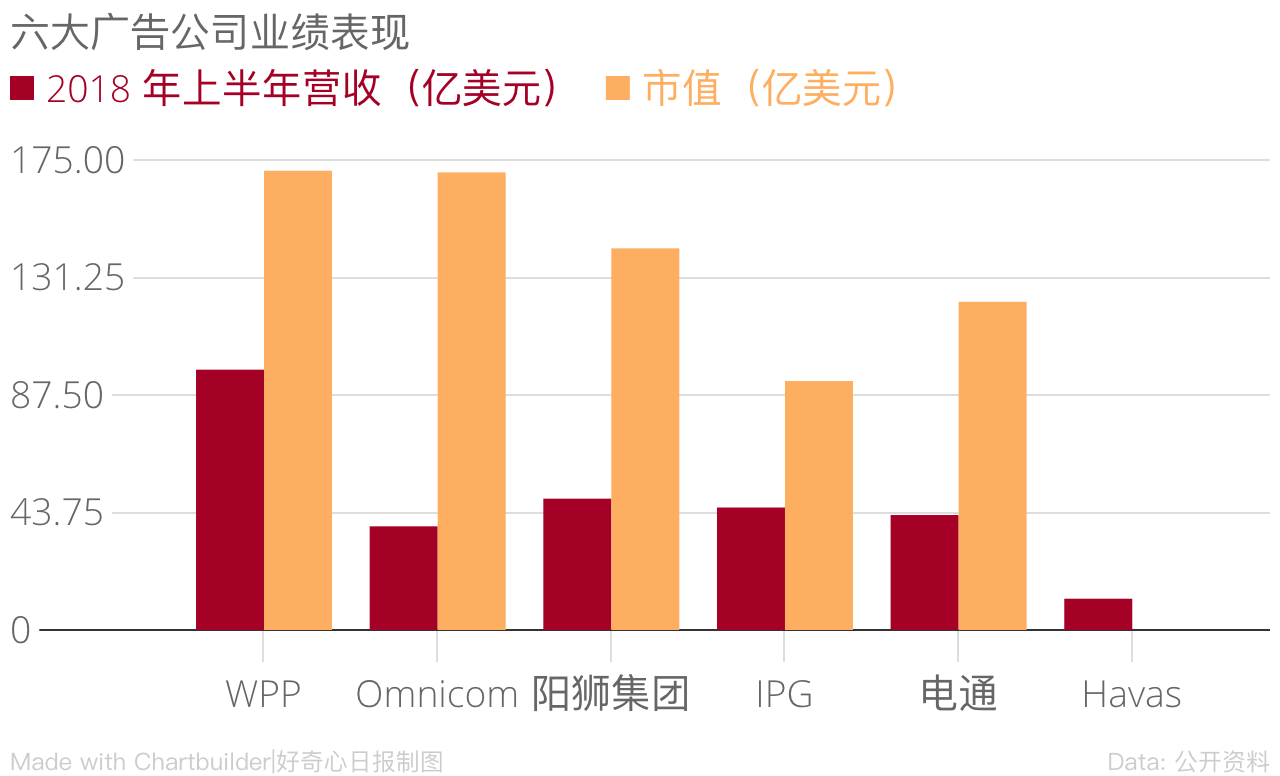 六大广告公司业绩表现
2018 年上半年营收（亿美元） 市值（亿美元）
175.00
131.25
87.50
43.75
0
WPP Omnicom 阳狮集团 IPG 电通 Havas
Made with Chartbuilder|好奇心日报制图 Data: 公开资料